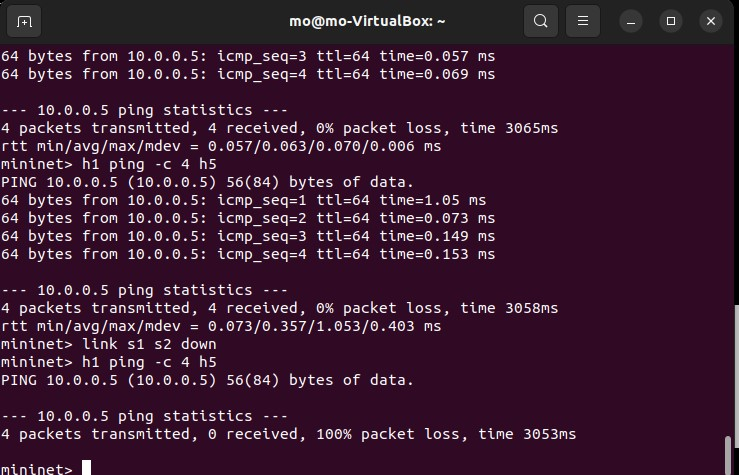 mo@mo-VirtualBox: ~
64 bytes from 10.0.0.5: icmp_seq=3 ttl=64 time=0.057 ms
64 bytes from 10.0.0.5: icmp_seq=4 ttl=64 time=0.069 ms
--- 10.0.0.5 ping statistics ---
4 packets transmitted, 4 received, 0% packet loss, time 3065ms
rtt min/avg/max/mdev = 0.057/0.063/0.070/0.006 ms
mininet> h1 ping -c 4 h5
PING 10.0.0.5 (10.0.0.5) 56(84) bytes of data.
64 bytes from 10.0.0.5: icmp_seq=1 ttl=64 time=1.05 ms
64 bytes from 10.0.0.5: icmp_seq=2 ttl=64 time=0.073 ms
64 bytes from 10.0.0.5: icmp_seq=3 ttl=64 time=0.149 ms
64 bytes from 10.0.0.5: icmp_seq=4 ttl=64 time=0.153 ms
--- 10.0.0.5 ping statistics ---
4 packets transmitted, 4 received, 0% packet loss, time 3058ms
rtt min/avg/max/mdev = 0.073/0.357/1.053/0.403 ms
mininet> link s1 s2 down
mininet> h1 ping -c 4 h5
PING 10.0.0.5 (10.0.0.5) 56(84) bytes of data.
--- 10.0.0.5 ping statistics ---
4 packets transmitted, 0 received, 100% packet loss, time 3053ms
mininet>